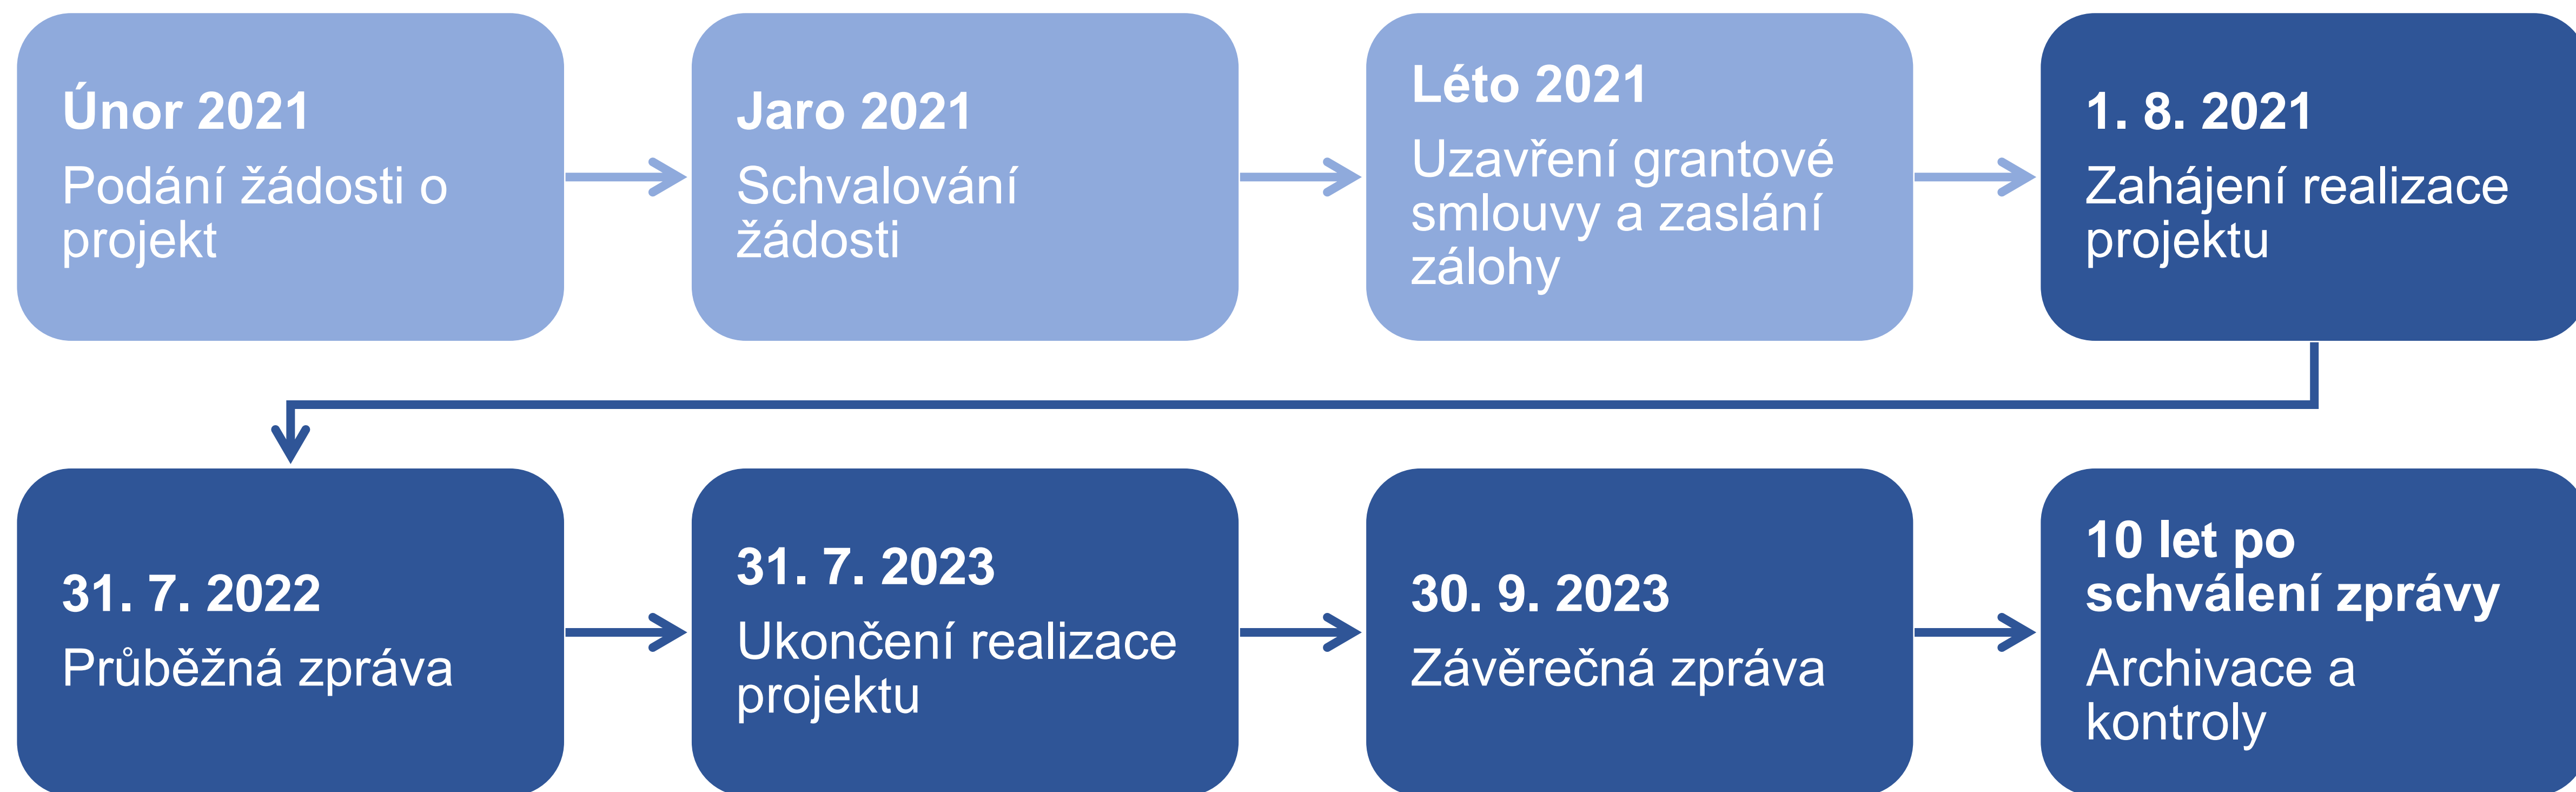 Únor 2021
Podání žádosti o
projekt
Jaro 2021
Schvalování
žádosti
Léto 2021
Uzavření grantové
smlouvy a zaslání
zálohy
1. 8. 2021
Zahájení realizace
projektu
31. 7. 2022
Průběžná zpráva
31. 7. 2023
Ukončení realizace
projektu
30. 9. 2023
Závěrečná zpráva
10 let po
schválení zprávy
Archivace a
kontroly